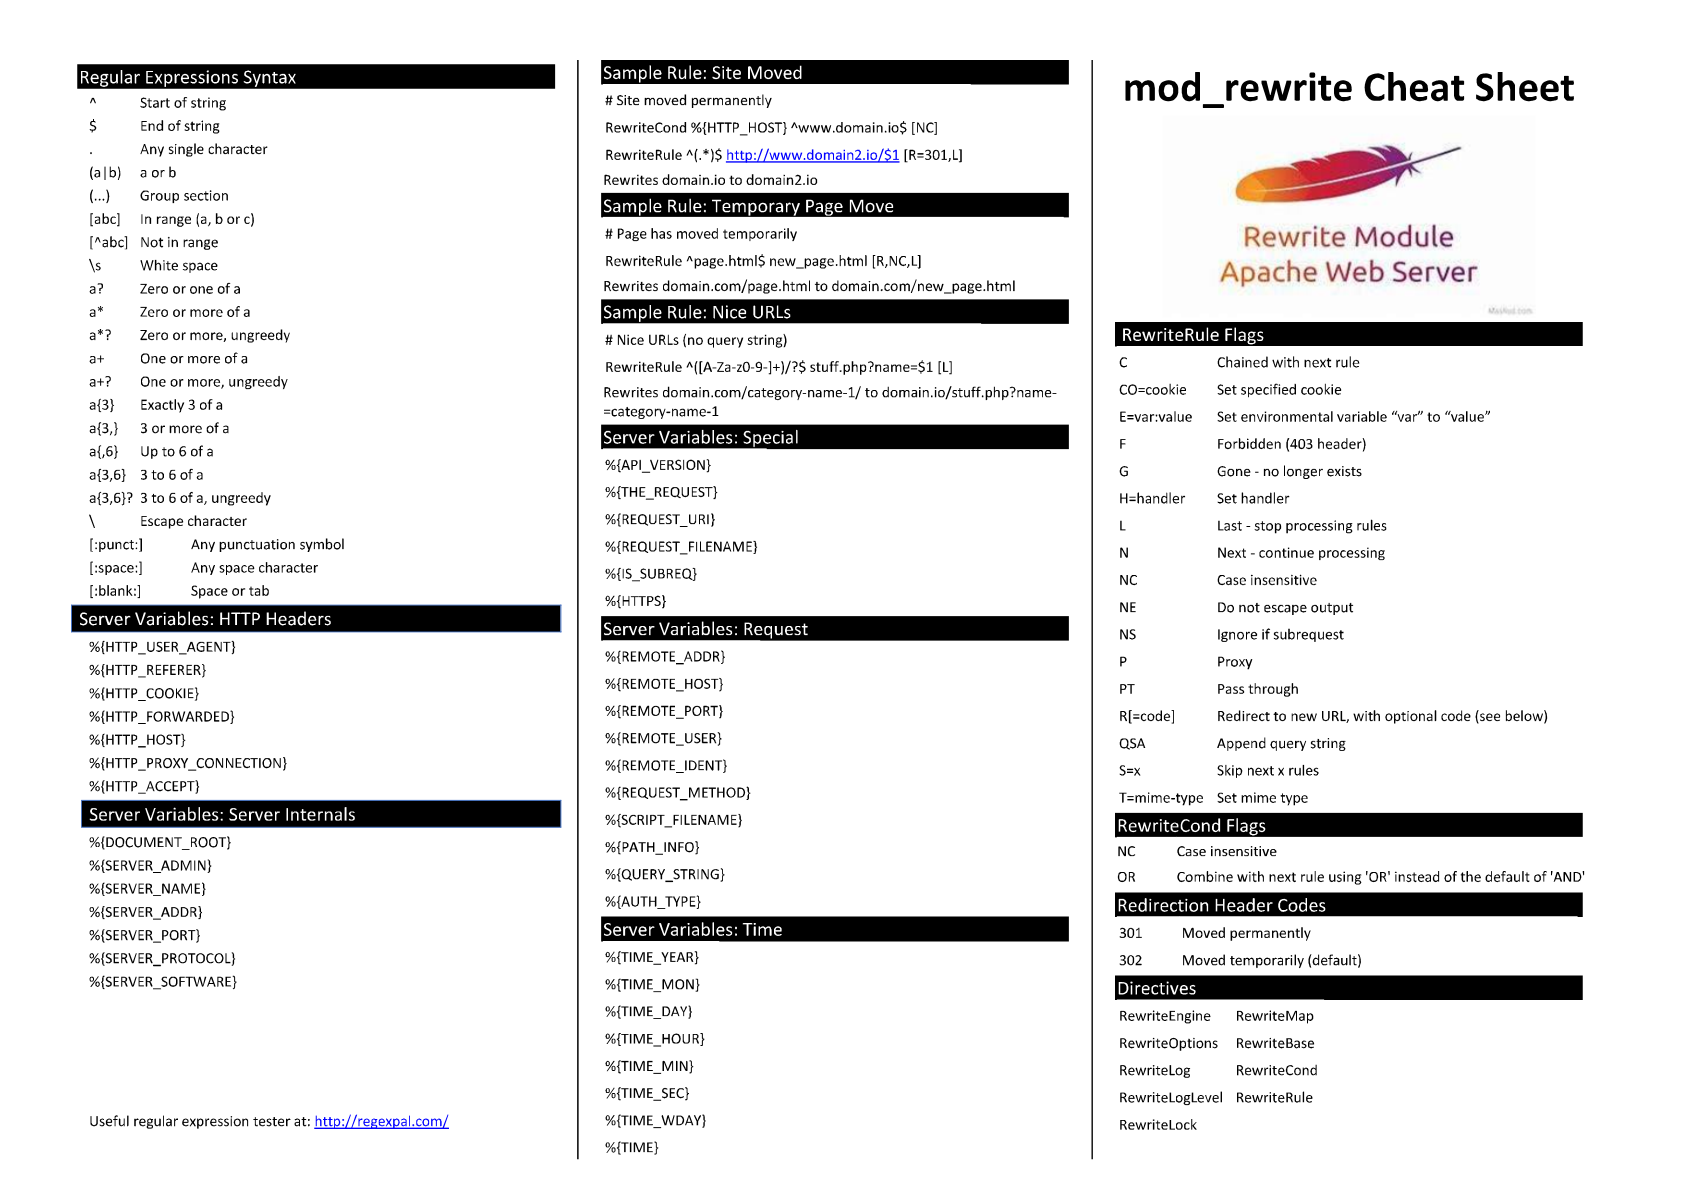 Regular Expressions Syntax
^ Start of string
$ End of string
. Any single character
(a|b) a or b
(...) Group section
[abc] In range (a, b or c)
[^abc] Not in range
\s White space
a? Zero or one of a
a* Zero or more of a
a*? Zero or more, ungreedy
a+ One or more of a
a+? One or more, ungreedy
a{3} Exactly 3 of a
a{3,} 3 or more of a
a{,6} Up to 6 of a
a{3,6} 3 to 6 of a
a{3,6}? 3 to 6 of a, ungreedy
\ Escape character
[:punct:] Any punctuation symbol
[:space:] Any space character
[:blank:] Space or tab
Server Variables: HTTP Headers
%{HTTP_USER_AGENT}
%{HTTP_REFERER}
%{HTTP_COOKIE}
%{HTTP_FORWARDED}
%{HTTP_HOST}
%{HTTP_PROXY_CONNECTION}
%{HTTP_ACCEPT}
Server Variables: Server Internals
%{DOCUMENT_ROOT}
%{SERVER_ADMIN}
%{SERVER_NAME}
%{SERVER_ADDR}
%{SERVER_PORT}
%{SERVER_PROTOCOL}
%{SERVER_SOFTWARE}
Useful regular expression tester at: http://regexpal.com/
Sample Rule: Site Moved
# Site moved permanently
RewriteCond %{HTTP_HOST} ^www.domain.io$ [NC]
RewriteRule ^(.*)$ http://www.domain2.io/$1 [R=301,L]
Rewrites domain.io to domain2.io
Sample Rule: Temporary Page Move
# Page has moved temporarily
RewriteRule ^page.html$ new_page.html [R,NC,L]
Rewrites domain.com/page.html to domain.com/new_page.html
Sample Rule: Nice URLs
# Nice URLs (no query string)
RewriteRule ^([A-Za-z0-9-]+)/?$ stuff.php?name=$1 [L]
Rewrites domain.com/category-name-1/ to domain.io/stuff.php?name-
=category-name-1
Server Variables: Special
%{API_VERSION}
%{THE_REQUEST}
%{REQUEST_URI}
%{REQUEST_FILENAME}
%{IS_SUBREQ}
%{HTTPS}
Server Variables: Request
%{REMOTE_ADDR}
%{REMOTE_HOST}
%{REMOTE_PORT}
%{REMOTE_USER}
%{REMOTE_IDENT}
%{REQUEST_METHOD}
%{SCRIPT_FILENAME}
%{PATH_INFO}
%{QUERY_STRING}
%{AUTH_TYPE}
Server Variables: Time
%{TIME_YEAR}
%{TIME_MON}
%{TIME_DAY}
%{TIME_HOUR}
%{TIME_MIN}
%{TIME_SEC}
%{TIME_WDAY}
%{TIME}
mod_rewrite Cheat Sheet
Rewrite Module
Apache Web Server
RewriteRule Flags
C Chained with next rule
CO=cookie Set specified cookie
E=var:value Set environmental variable “var” to “value”
F Forbidden (403 header)
G Gone - no longer exists
H=handler Set handler
L Last - stop processing rules
N Next - continue processing
NC Case insensitive
NE Do not escape output
NS Ignore if subrequest
P Proxy
PT Pass through
R[=code] Redirect to new URL, with optional code (see below)
QSA Append query string
S=x Skip next x rules
T=mime-type Set mime type
RewriteCond Flags
NC Case insensitive
OR Combine with next rule using 'OR' instead of the default of 'AND'
Redirection Header Codes
301 Moved permanently
302 Moved temporarily (default)
Directives
RewriteEngine RewriteMap
RewriteOptions RewriteBase
RewriteLog RewriteCond
RewriteLogLevel RewriteRule
RewriteLock